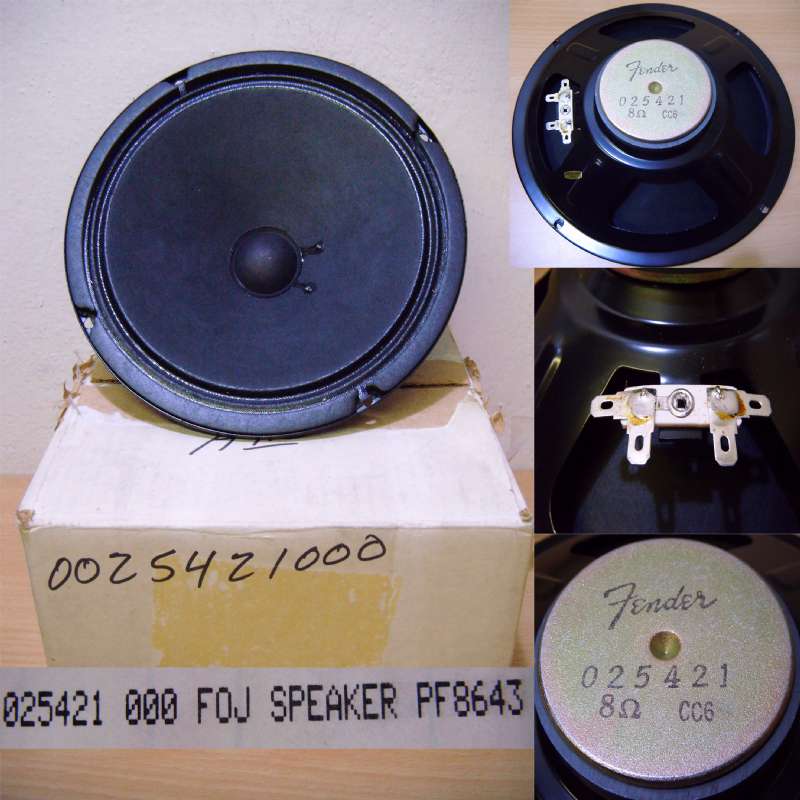 0025421000
025421 000 FOJ SPEAKER PF8643
Fender
025421
8Ω CC6
Fender
025421
8Ω CC6